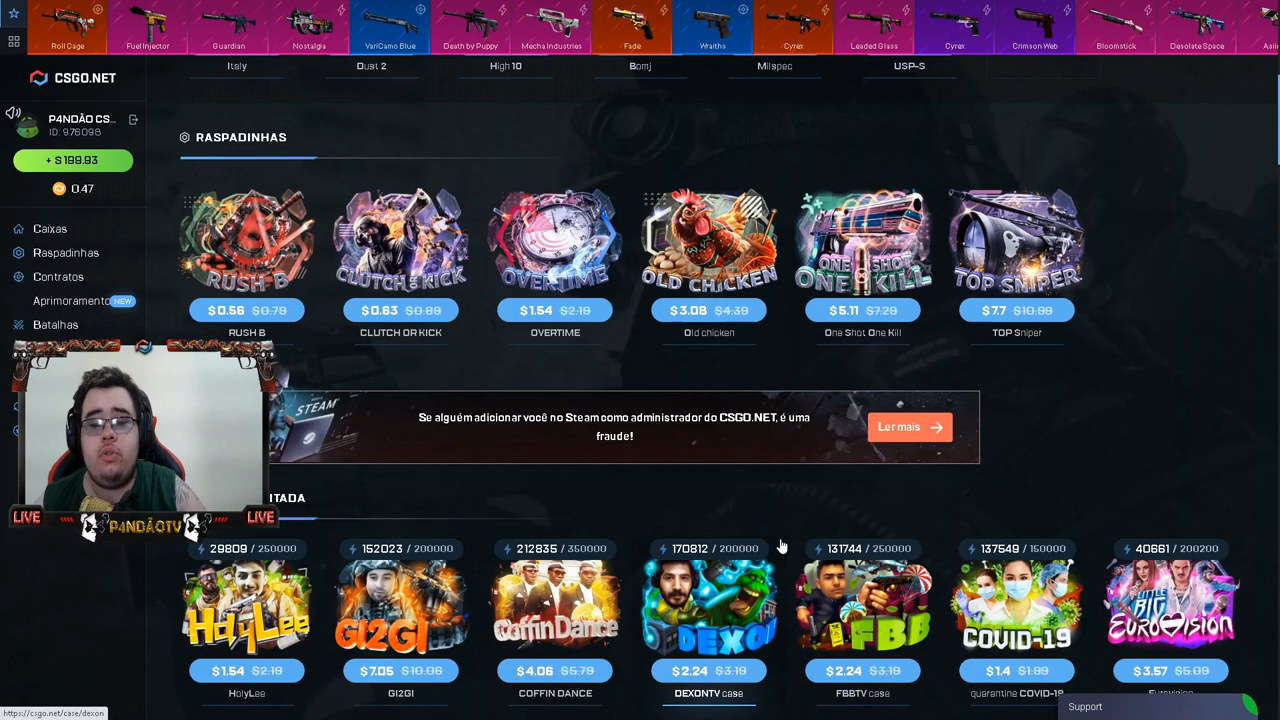 Roll Cage
Fuel Injector
Guardian
Nostalgia
VariCamo Blue
Death by Puppy
Mecha Industries
Fade
Wraiths
Cyrex
Leaded Glass
Cyrex
Crimson Web
Bloomstick
Desolate Space
Italy
Dust 2
High 10
Bomj
Milspec
USP-S
CSGO.NET
P4NDÃO CS...
ID: 976098
+ $ 199.93
0.47
Caixas
Raspadinhas
Contratos
Aprimoramento NEW
Batalhas
RASPADINHAS
RUSH B
CLUTCH OR KICK
OVERTIME
OLD CHICKEN
ONE SHOT
ONE KILL
TOP SNIPER
$0.56 $0.79
$0.63 $0.89
$1.54 $2.19
$3.08 $4.39
$5.11 $7.29
$7.7 $10.99
RUSH B
CLUTCH OR KICK
OVERTIME
Old chicken
One Shot One Kill
TOP Sniper
STEAM
Se alguém adicionar você no Steam como administrador do CSGO.NET, é uma
fraude!
Ler mais
ITADA
LIVE
P4NDÃOTV
LIVE
29809 / 250000
152023 / 200000
212835 / 350000
170812 / 200000
131744 / 250000
137549 / 150000
40661 / 200200
HayLee
GI2GI
Coffin Dance
DEXON
FBB
COVID-19
LITTLE
BIG
EUROVISION
$1.54 $2.19
$7.05 $10.06
$4.06 $5.79
$2.24 $3.19
$2.24 $3.19
$1.4 $1.99
$3.57 $5.09
HolyLee
GI2GI
COFFIN DANCE
DEXONTV case
FBBTV case
quarantine COVID-19
Support
https://csgo.net/case/dexon